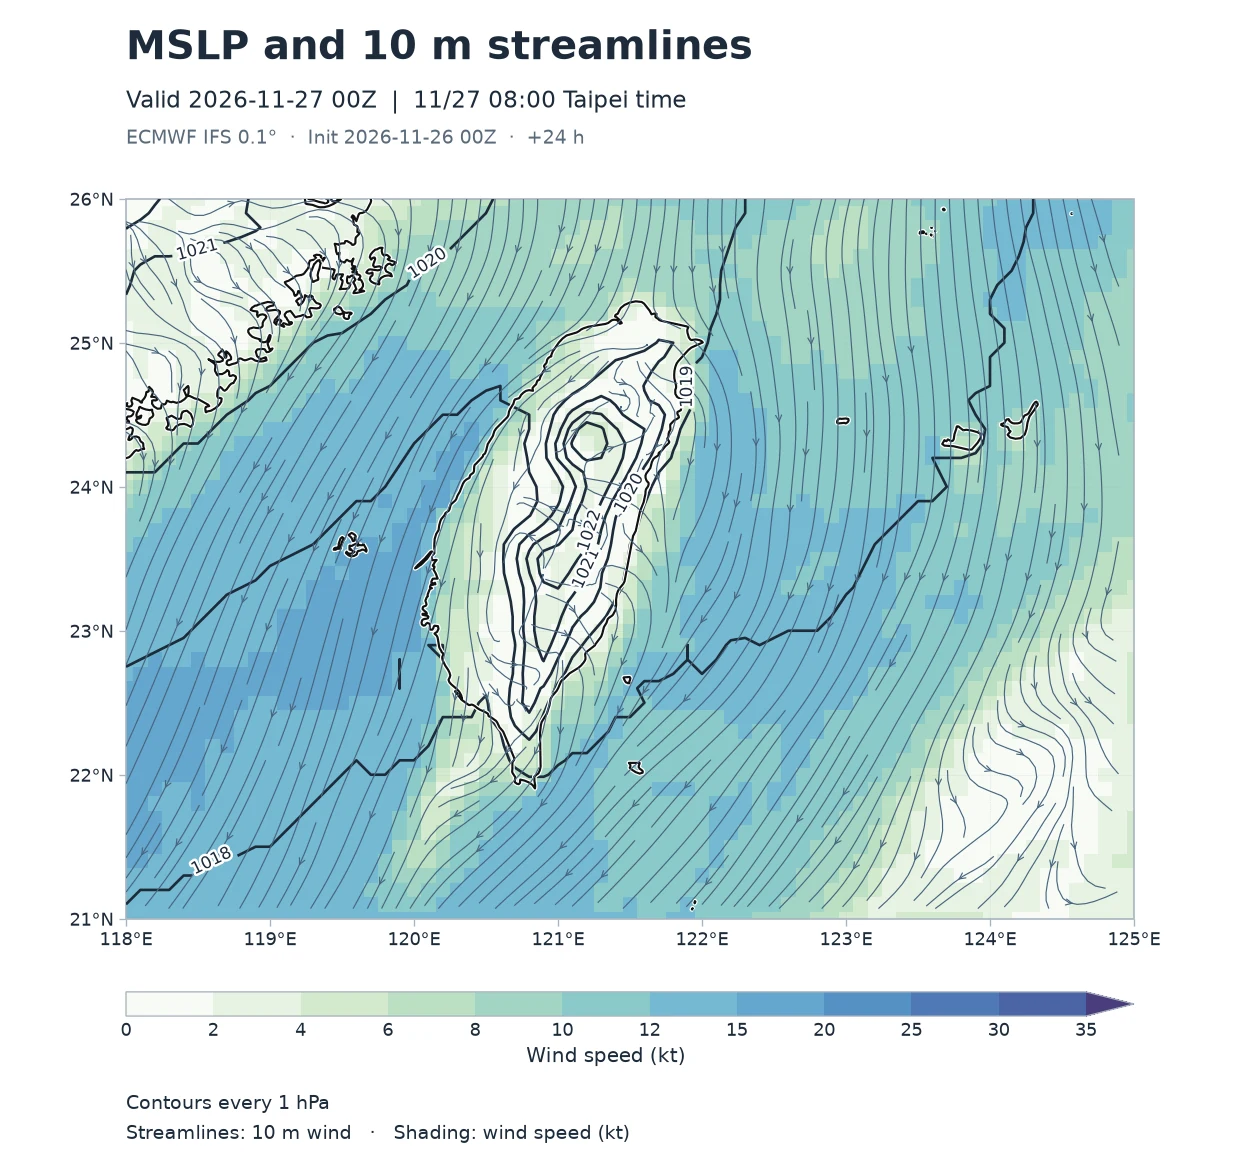 MSLP and 10 m streamlines
Valid 2026-11-27 00Z | 11/27 08:00 Taipei time
ECMWF IFS 0.1° · Init 2026-11-26 00Z · +24 h
26°N
1021
1020
25°N
1019
24°N
1020
1022
1021
23°N
22°N
1018
21°N
118°E 119°E 120°E 121°E 122°E 123°E 124°E 125°E
0 2 4 6 8 10 12 15 20 25 30 35
Wind speed (kt)
Contours every 1 hPa
Streamlines: 10 m wind · Shading: wind speed (kt)